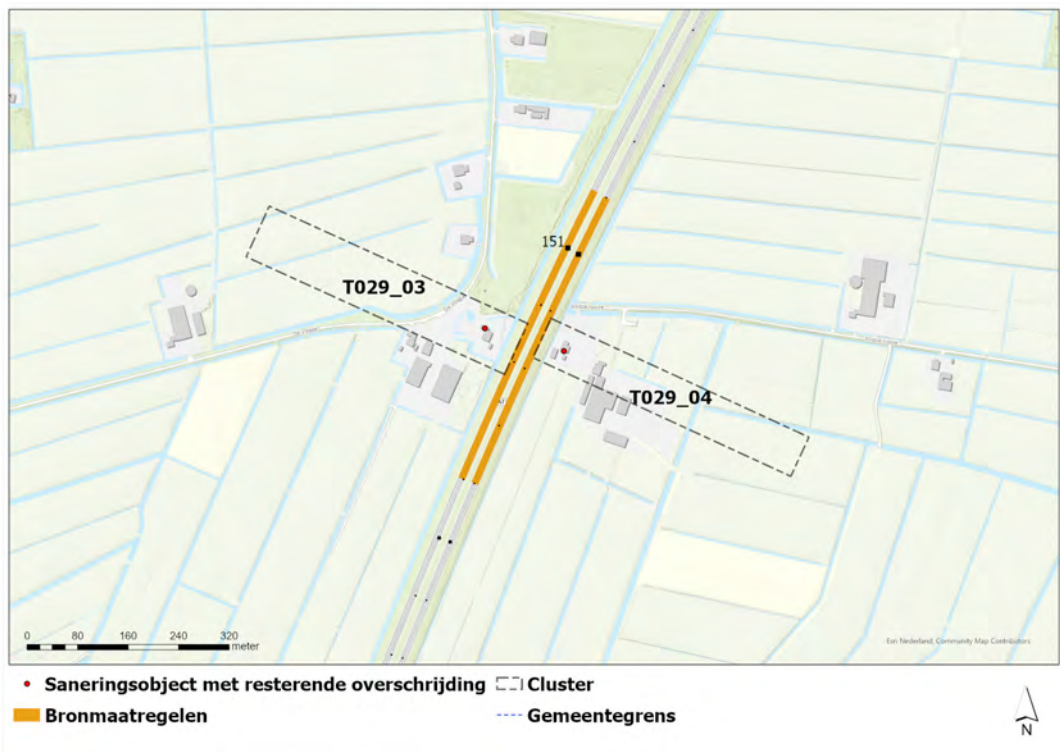 151
T029_03
T029_04
0 80 160 240 320
meter
Esri Nederland, Community Map Contributors
Saneringsobject met resterende overschrijding
Cluster
Bronmaatregelen
Gemeentegrens
N